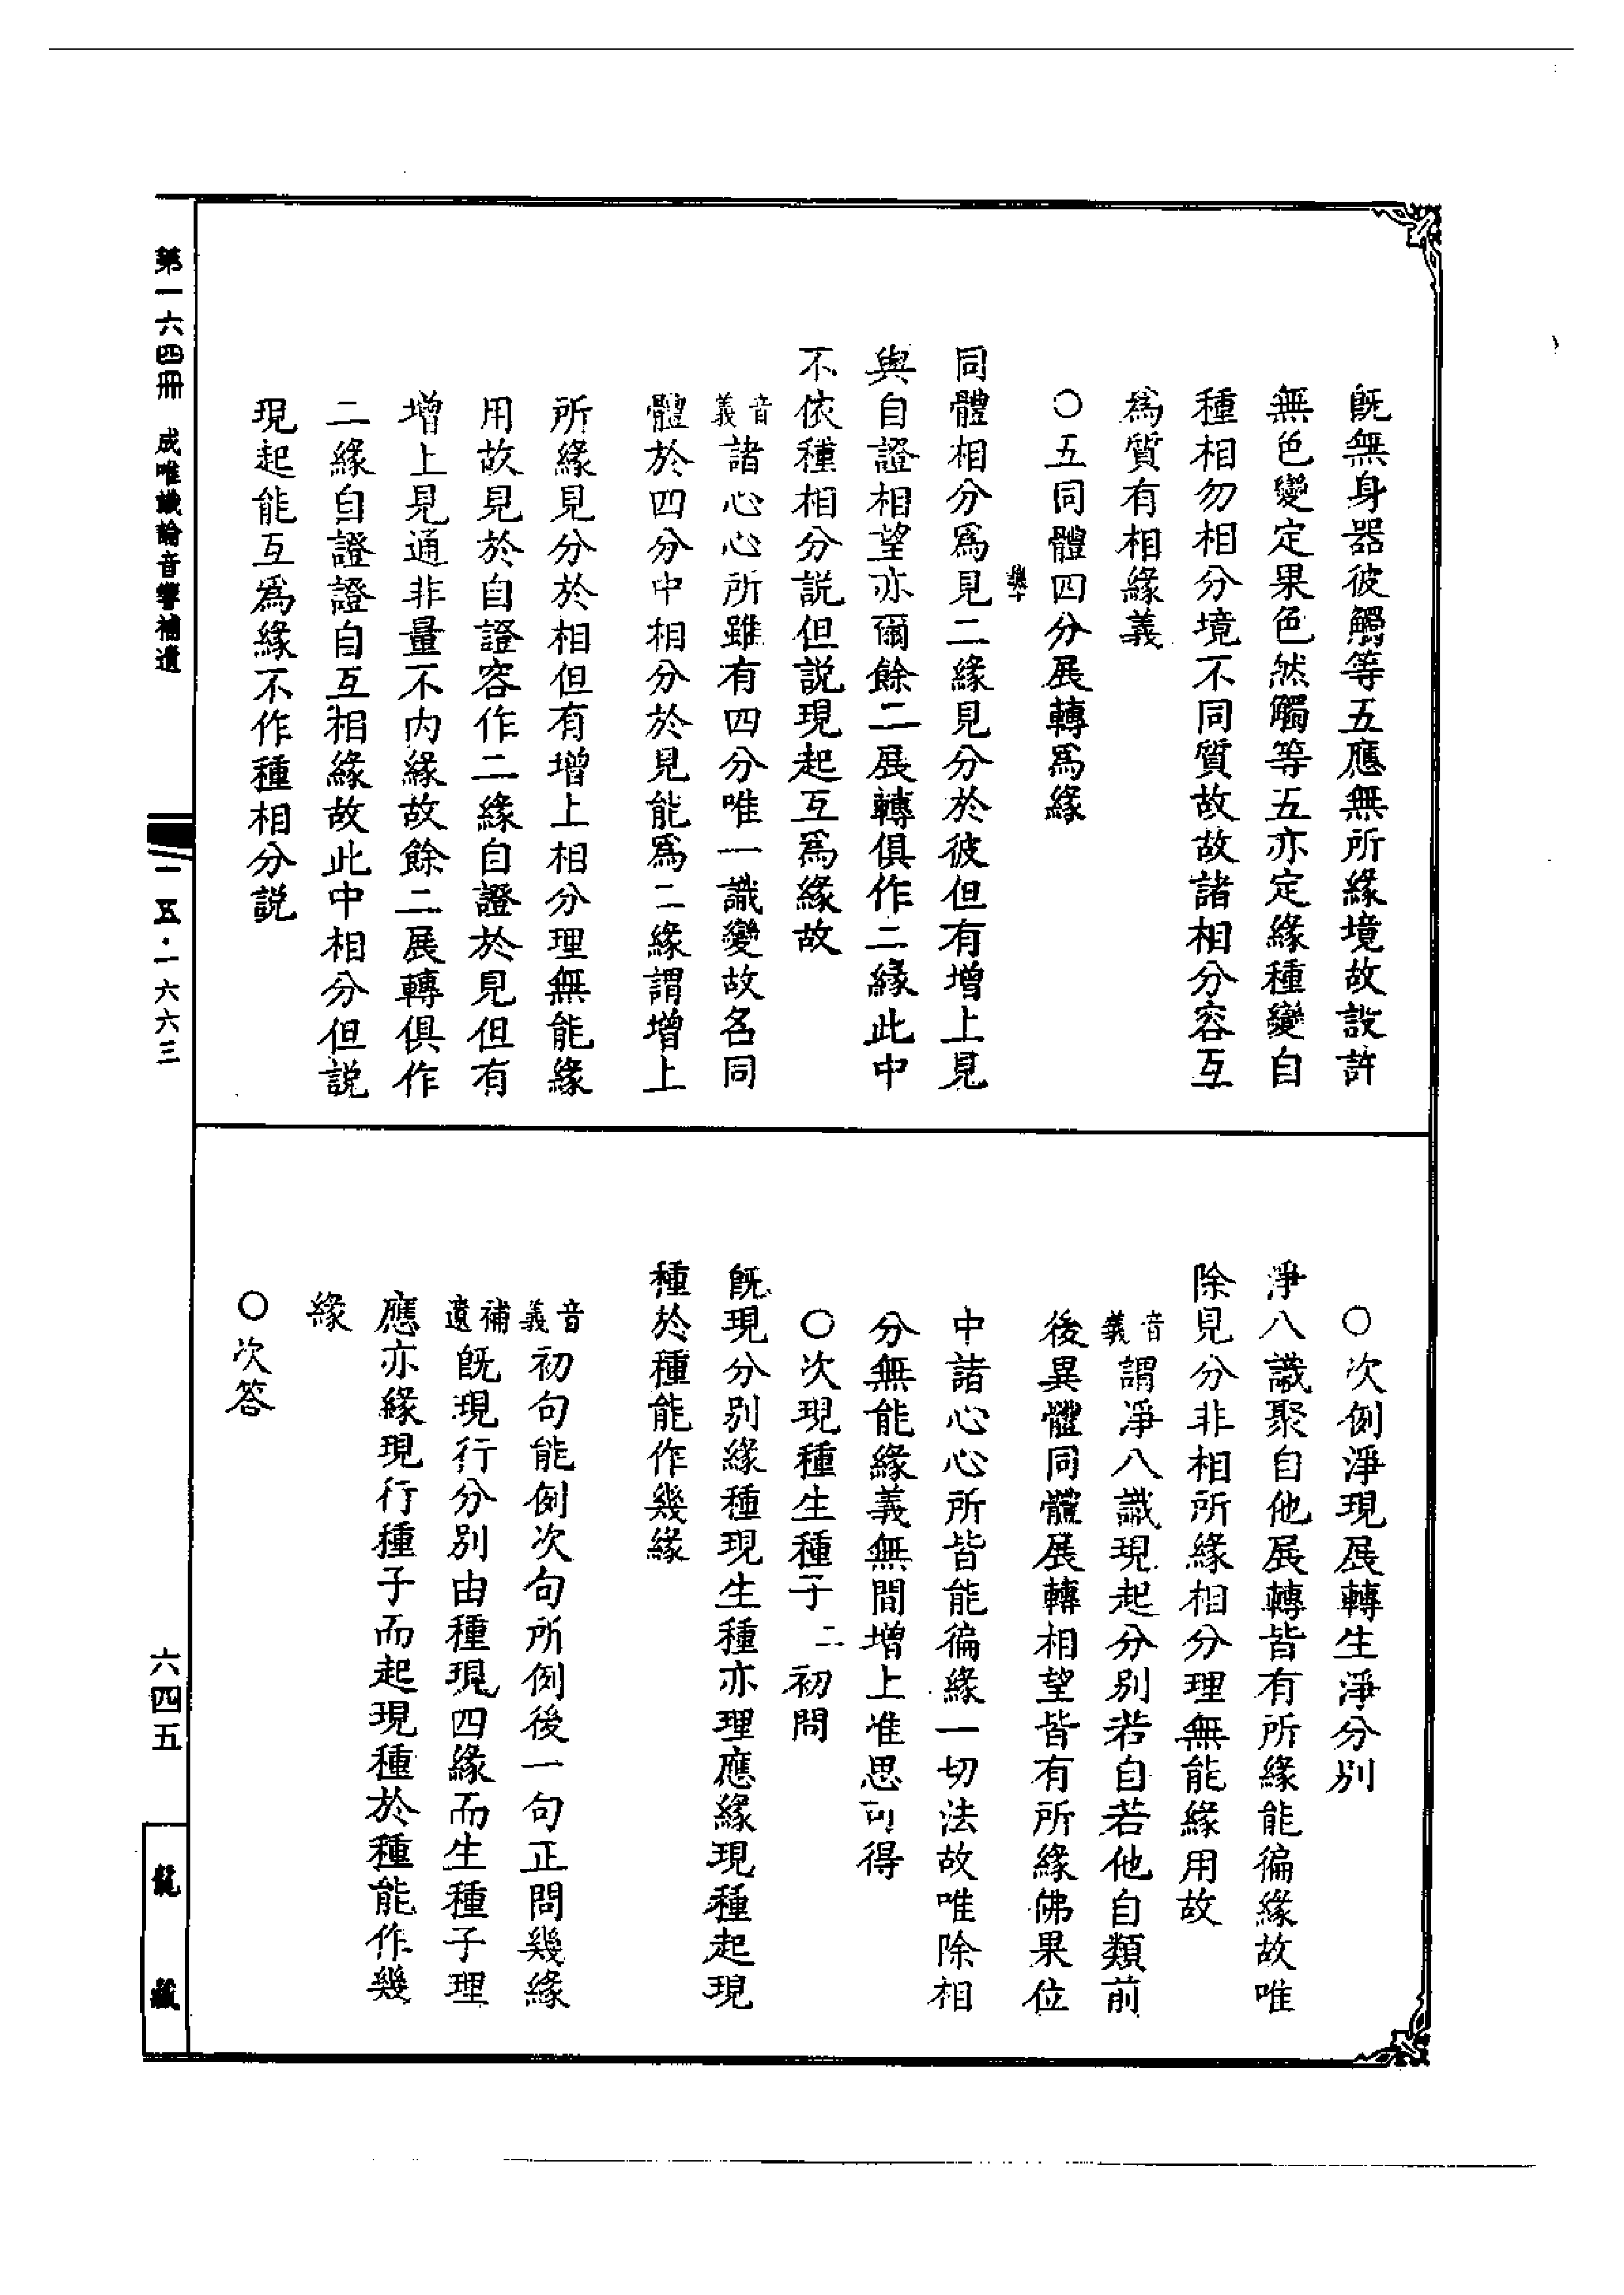 既無身器彼觸等五應無所緣境故設許
無色變定果色然觸等五亦定緣種變自
種相勿相分境不同質故故諸相分容互
爲質有相緣義
○五同體四分展轉爲緣
同體相分爲見二緣見分於彼但有增上見
與自證相望亦爾餘二展轉俱作二緣此中
不依種相分説但説現起互爲緣故
音義諸心心所雖有四分唯一識變故名同
體於四分中相分於見能爲二緣謂增上
所緣見分於相但有增上相分理無能緣
用故見於自證容作二緣自證於見但有
增上見通非量不内緣故餘二展轉俱作
二緣自證證自互相緣故此中相分但説
現起能互爲緣不作種相分説
○次例淨現展轉生淨分別
淨八識聚自他展轉皆有所緣能徧緣故唯
除見分非相所緣相分理無能緣用故
音義謂淨八識現起分別若自若他自類前
後異體同體展轉相望皆有所緣佛果位
中諸心心所皆能徧緣一切法故唯除相
分無能緣義無間增上准思可得
○次現種生種子二初問
既現分別緣種現生種亦理應緣現種起現
種於種能作幾緣
音義初句能例次句所例後一句正問幾緣
補遺既現行分別由種現四緣而生種子理
應亦緣現行種子而起現種於種能作幾
緣
○次答
第一六四冊 成唯識論音響補遺
一五·一六六三
六四五
龍藏